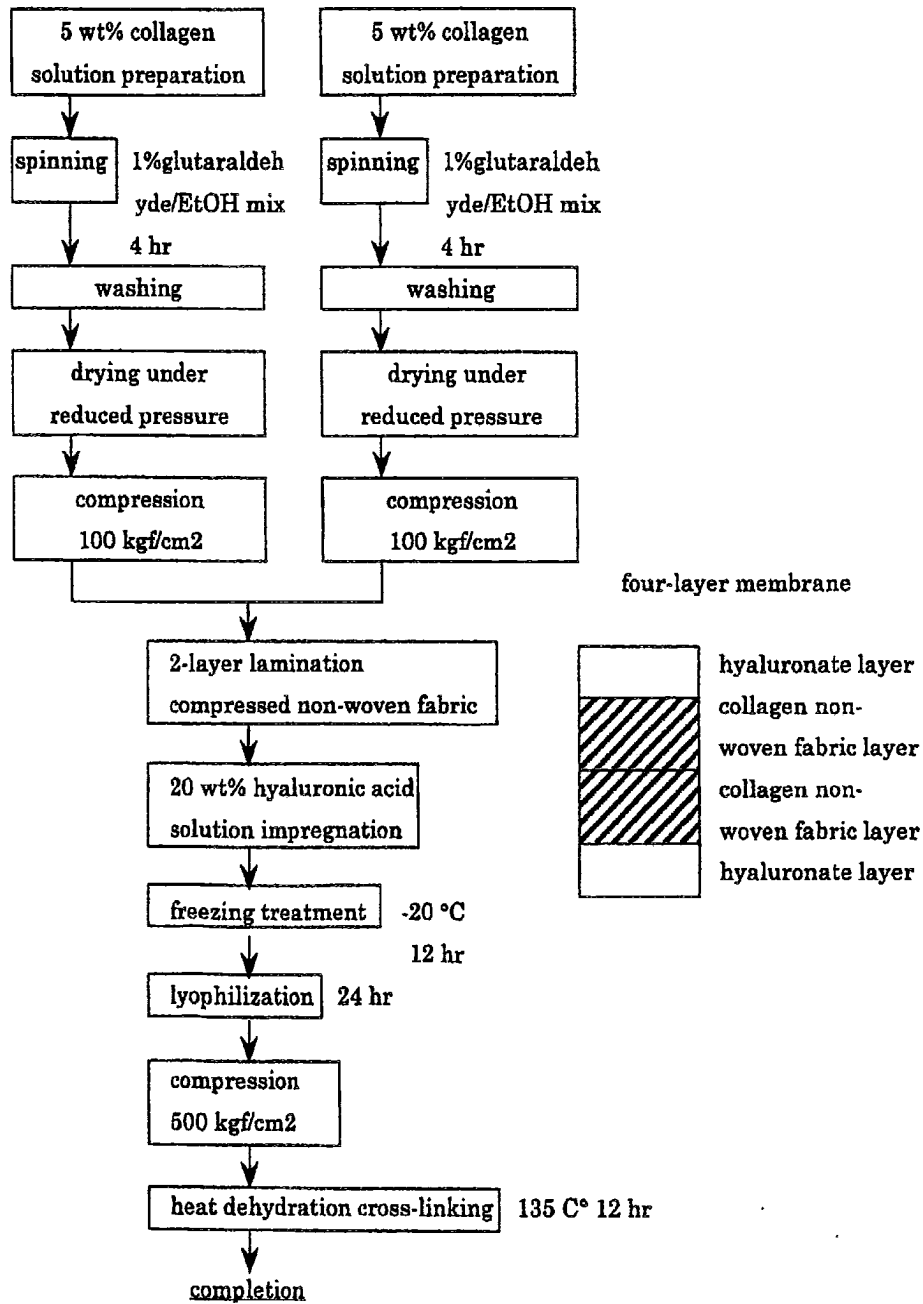 5 wt% collagen
solution preparation
spinning
1%glutaraldeh
yde/EtOH mix
4 hr
washing
drying under
reduced pressure
compression
100 kgf/cm2
5 wt% collagen
solution preparation
spinning
1%glutaraldeh
yde/EtOH mix
4 hr
washing
drying under
reduced pressure
compression
100 kgf/cm2
2-layer lamination
compressed non-woven fabric
20 wt% hyaluronic acid
solution impregnation
freezing treatment
-20 °C
12 hr
lyophilization
24 hr
compression
500 kgf/cm2
heat dehydration cross-linking
135 C° 12 hr
completion
four-layer membrane
hyaluronate layer
collagen non-
woven fabric layer
collagen non-
woven fabric layer
hyaluronate layer